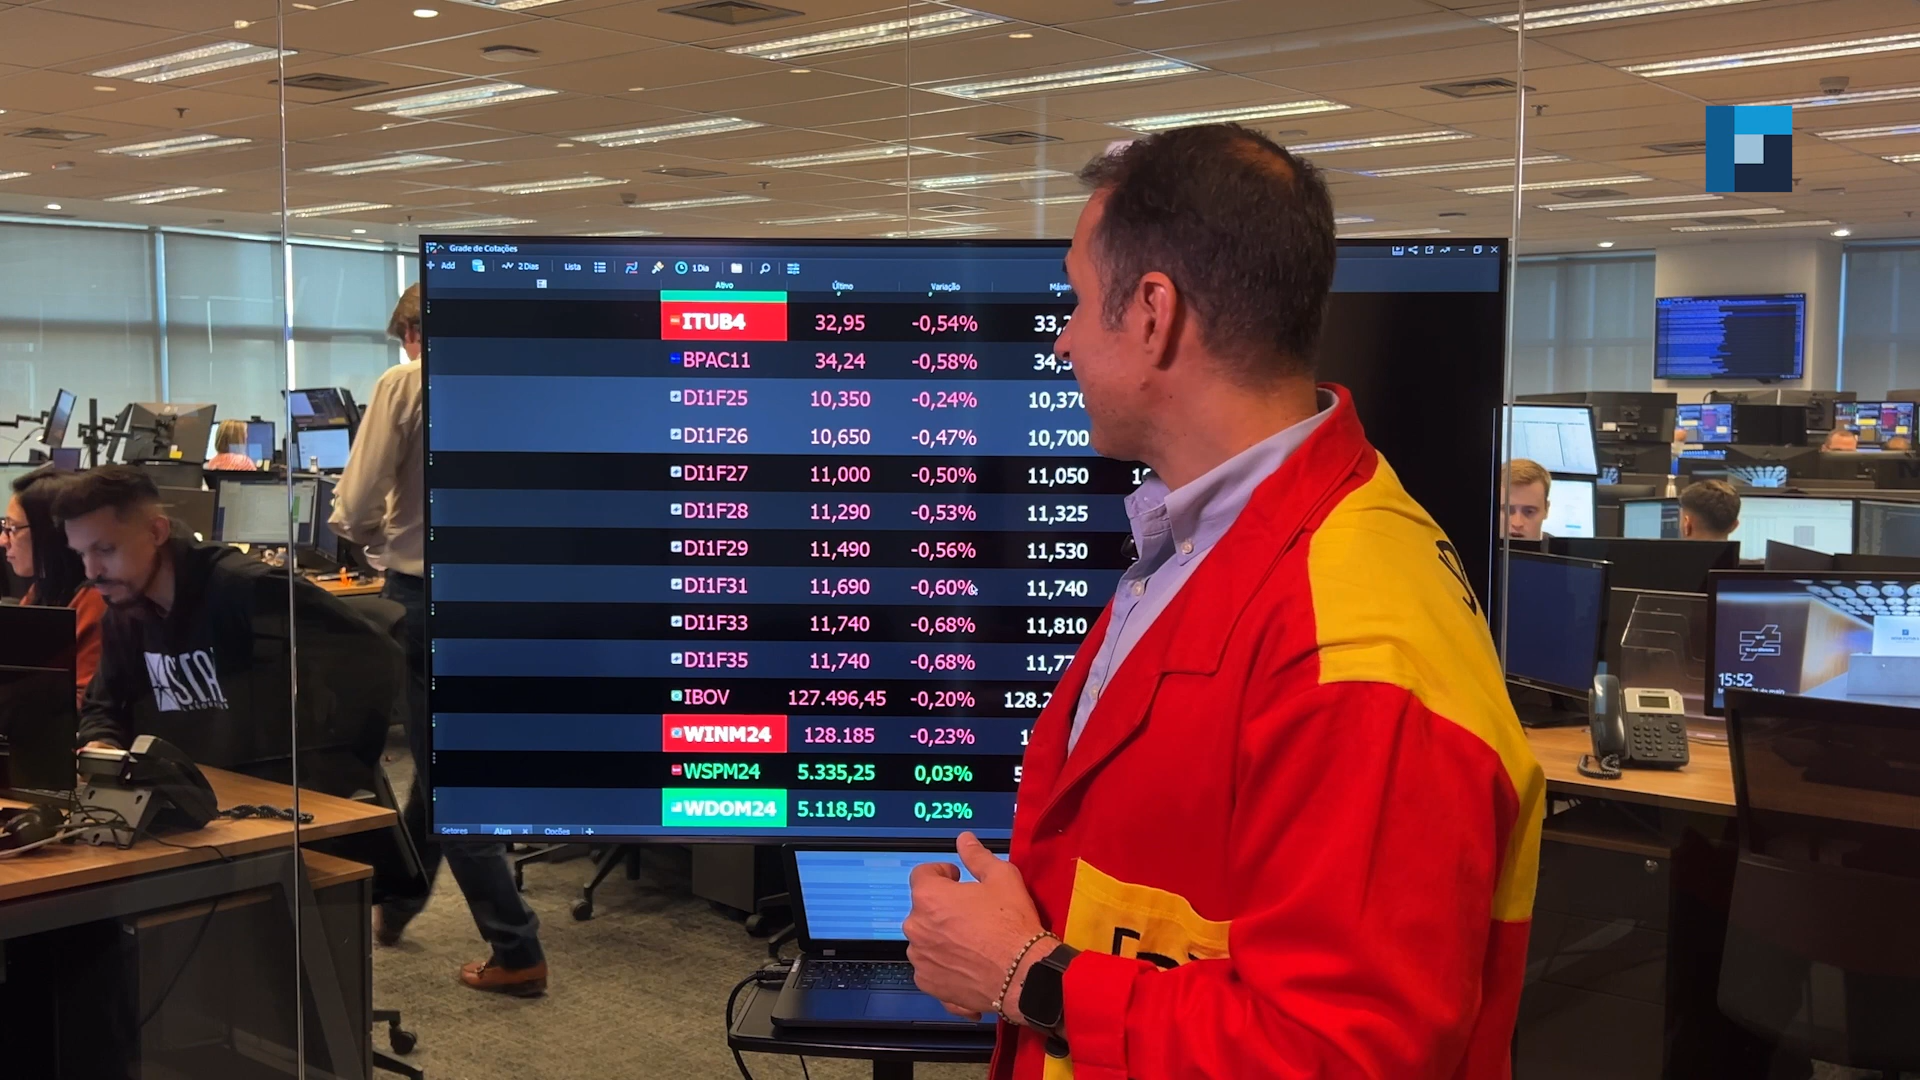 Grade de Cotações
Add 2 Dias Lista 1 Dia
Ativo Último Variação
ITUB4 32,95 -0,54%
BPAC11 34,24 -0,58%
DI1F25 10,350 -0,24% 10,370
DI1F26 10,650 -0,47% 10,700
DI1F27 11,000 -0,50% 11,050
DI1F28 11,290 -0,53% 11,325
DI1F29 11,490 -0,56% 11,530
DI1F31 11,690 -0,60% 11,740
DI1F33 11,740 -0,68% 11,810
DI1F35 11,740 -0,68% 11,77
IBOV 127.496,45 -0,20% 128.2
WINM24 128.185 -0,23%
WSPM24 5.335,25 0,03%
WDOM24 5.118,50 0,23%
Setores Alan x Opções +
15:52